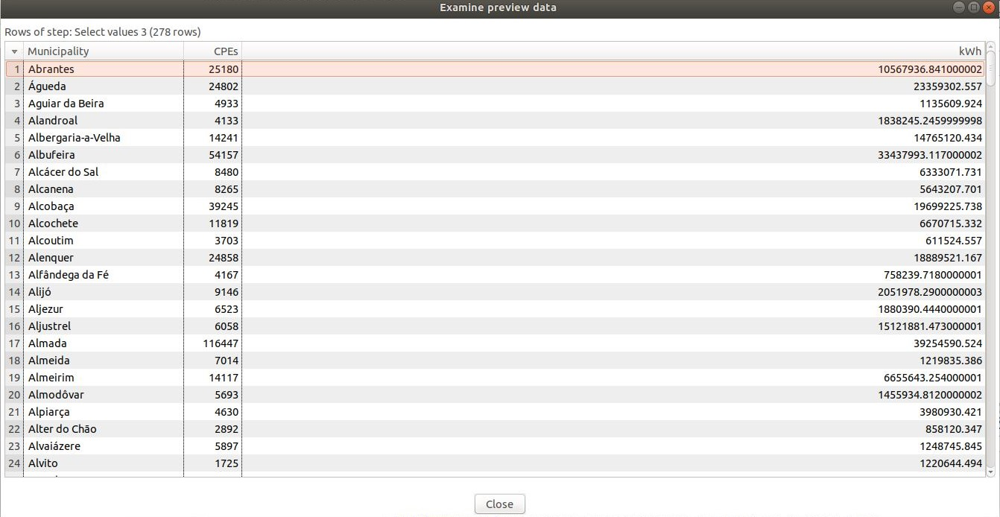 Examine preview data
Rows of step: Select values 3 (278 rows)
Municipality CPEs kWh
1 Abrantes 25180 10567936.841000002
2 Águeda 24802 23359302.557
3 Aguiar da Beira 4933 1135609.924
4 Alandroal 4133 1838245.2459999998
5 Albergaria-a-Velha 14241 14765120.434
6 Albufeira 54157 33437993.117000002
7 Alcácer do Sal 8480 6333071.731
8 Alcanena 8265 5643207.701
9 Alcobaça 39245 19699225.738
10 Alcochete 11819 6670715.332
11 Alcoutim 3703 611524.557
12 Alenquer 24858 18889521.167
13 Alfândega da Fé 4167 758239.7180000001
14 Alijó 9146 2051978.2900000003
15 Aljezur 6523 1880390.4440000001
16 Aljustrel 6058 15121881.473000001
17 Almada 116447 39254590.524
18 Almeida 7014 1219835.386
19 Almeirim 14117 6655643.254000001
20 Almodôvar 5693 1455934.8120000002
21 Alpiarça 4630 3980930.421
22 Alter do Chão 2892 858120.347
23 Alvaiázere 5897 1248745.845
24 Alvito 1725 1220644.494
Close